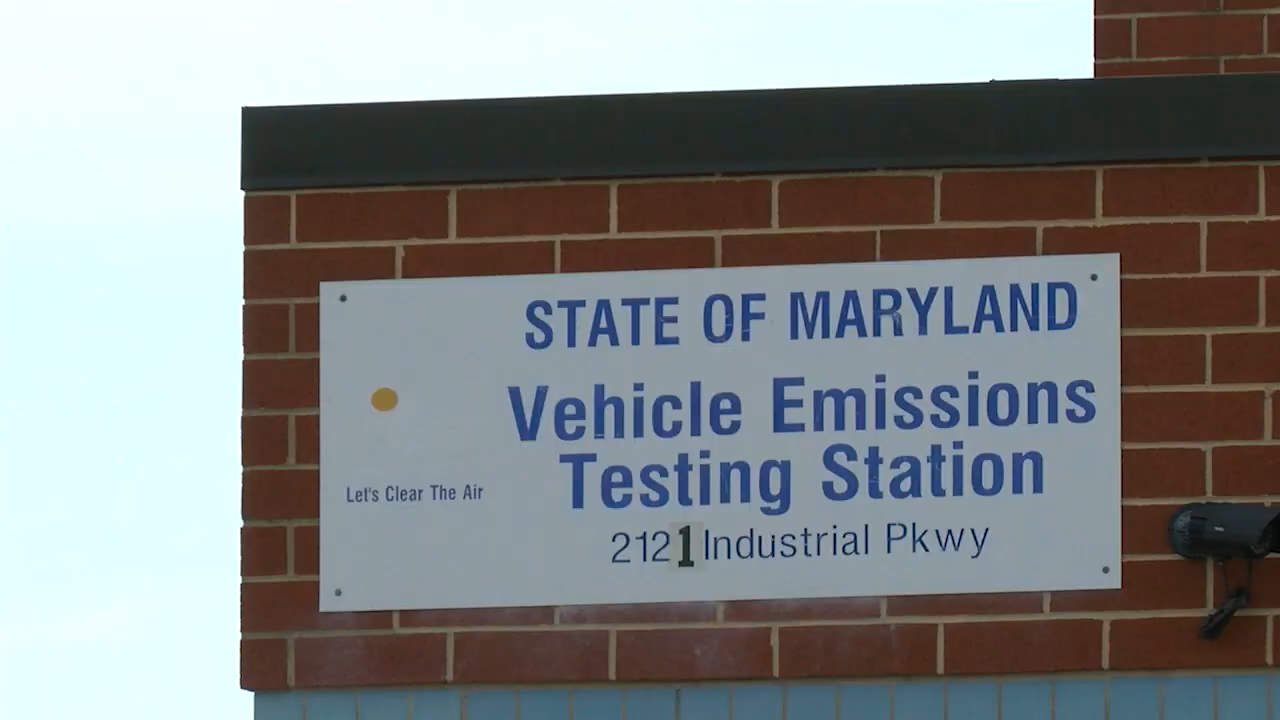 STATE OF MARYLAND
Vehicle Emissions
Testing Station
Let's Clear The Air
2121 Industrial Pkwy